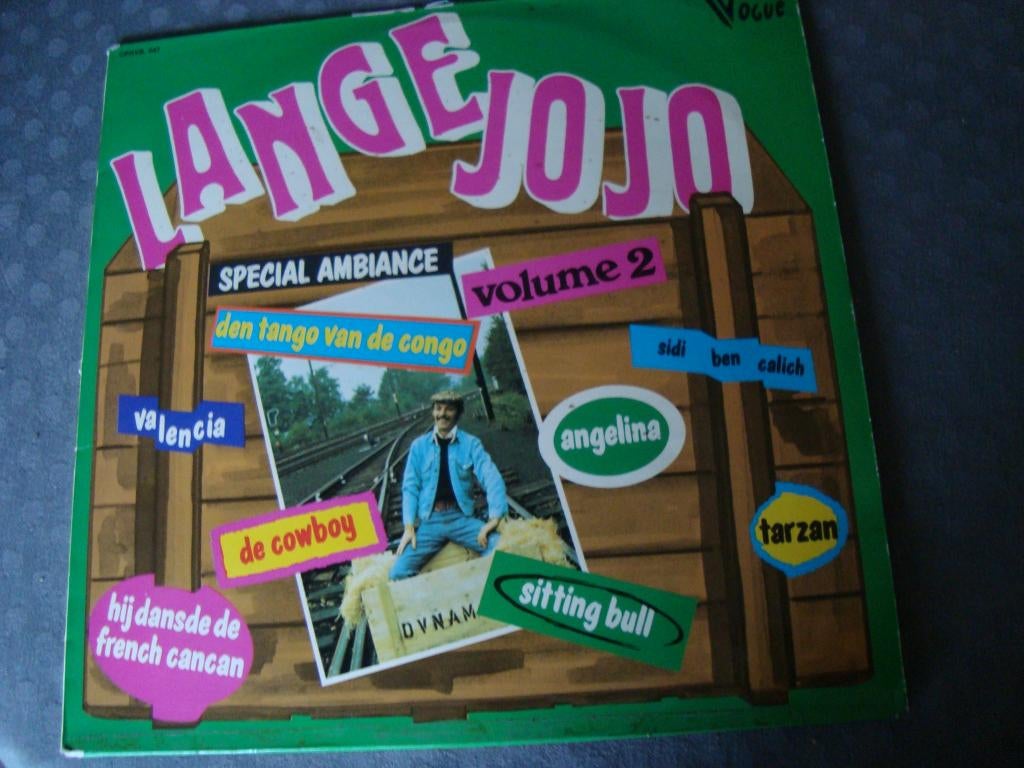 Vogue
LANGE JOJO
SPECIAL AMBIANCE
volume 2
den tango van de congo
sidi ben calich
valencia
angelina
de cowboy
tarzan
sitting bull
DYNAM
hij dansde de
french cancan